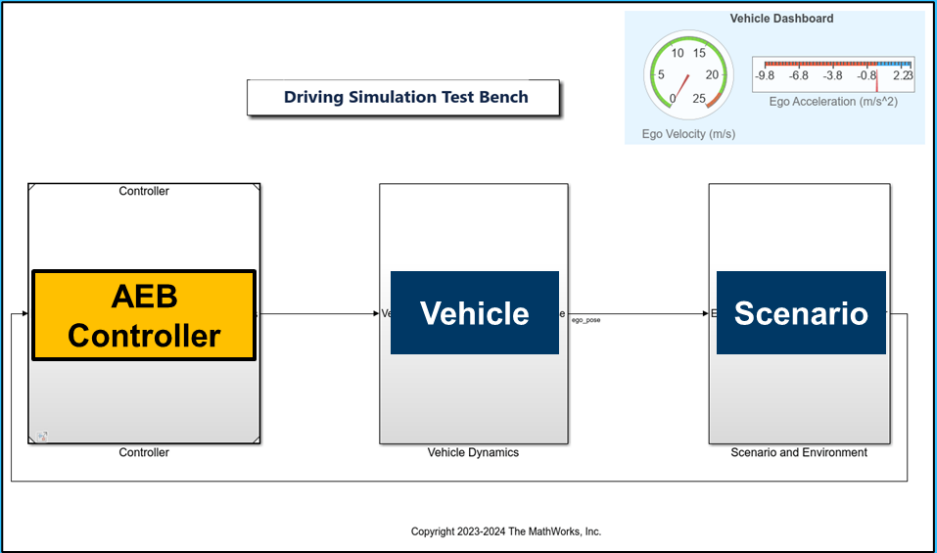 Vehicle Dashboard
Driving Simulation Test Bench
0 5 10 15 20 25
Ego Velocity (m/s)
-9.8 -6.8 -3.8 -0.8 2.2
Ego Acceleration (m/s^2)
Controller
AEB
Controller
Vehicle
ego_pose
Scenario
Controller
Vehicle Dynamics
Scenario and Environment
Copyright 2023-2024 The MathWorks, Inc.